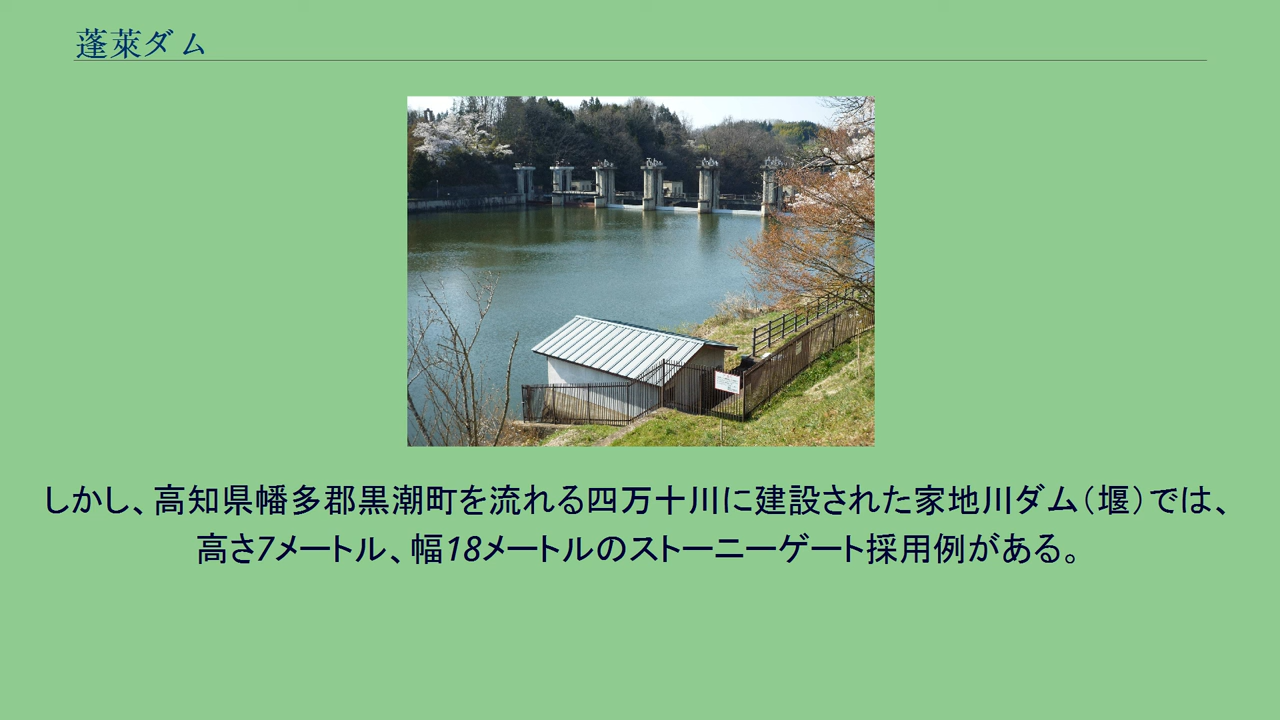 蓬萊ダム
しかし、高知県幡多郡黒潮町を流れる四万十川に建設された家地川ダム（堰）では、
高さ7メートル、幅18メートルのストーニーゲート採用例がある。